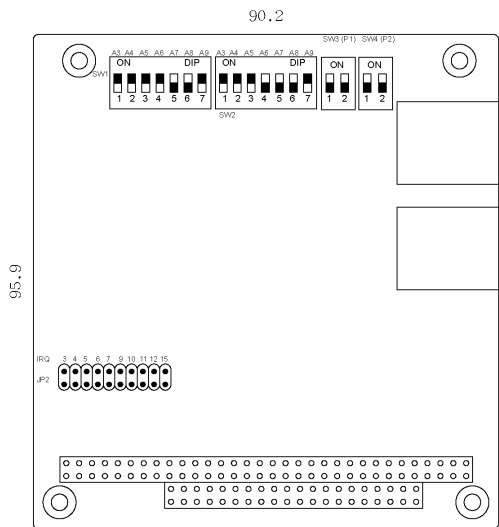 90.2
SW3 (P1) SW4 (P2)
A3 A4 A5 A6 A7 A8 A9 A3 A4 A5 A6 A7 A8 A9
ON DIP ON DIP ON ON
SW1
1 2 3 4 5 6 7 1 2 3 4 5 6 7 1 2 1 2
SW2
95.9
IRQ 3 4 5 6 7 9 10 11 12 15
JP2